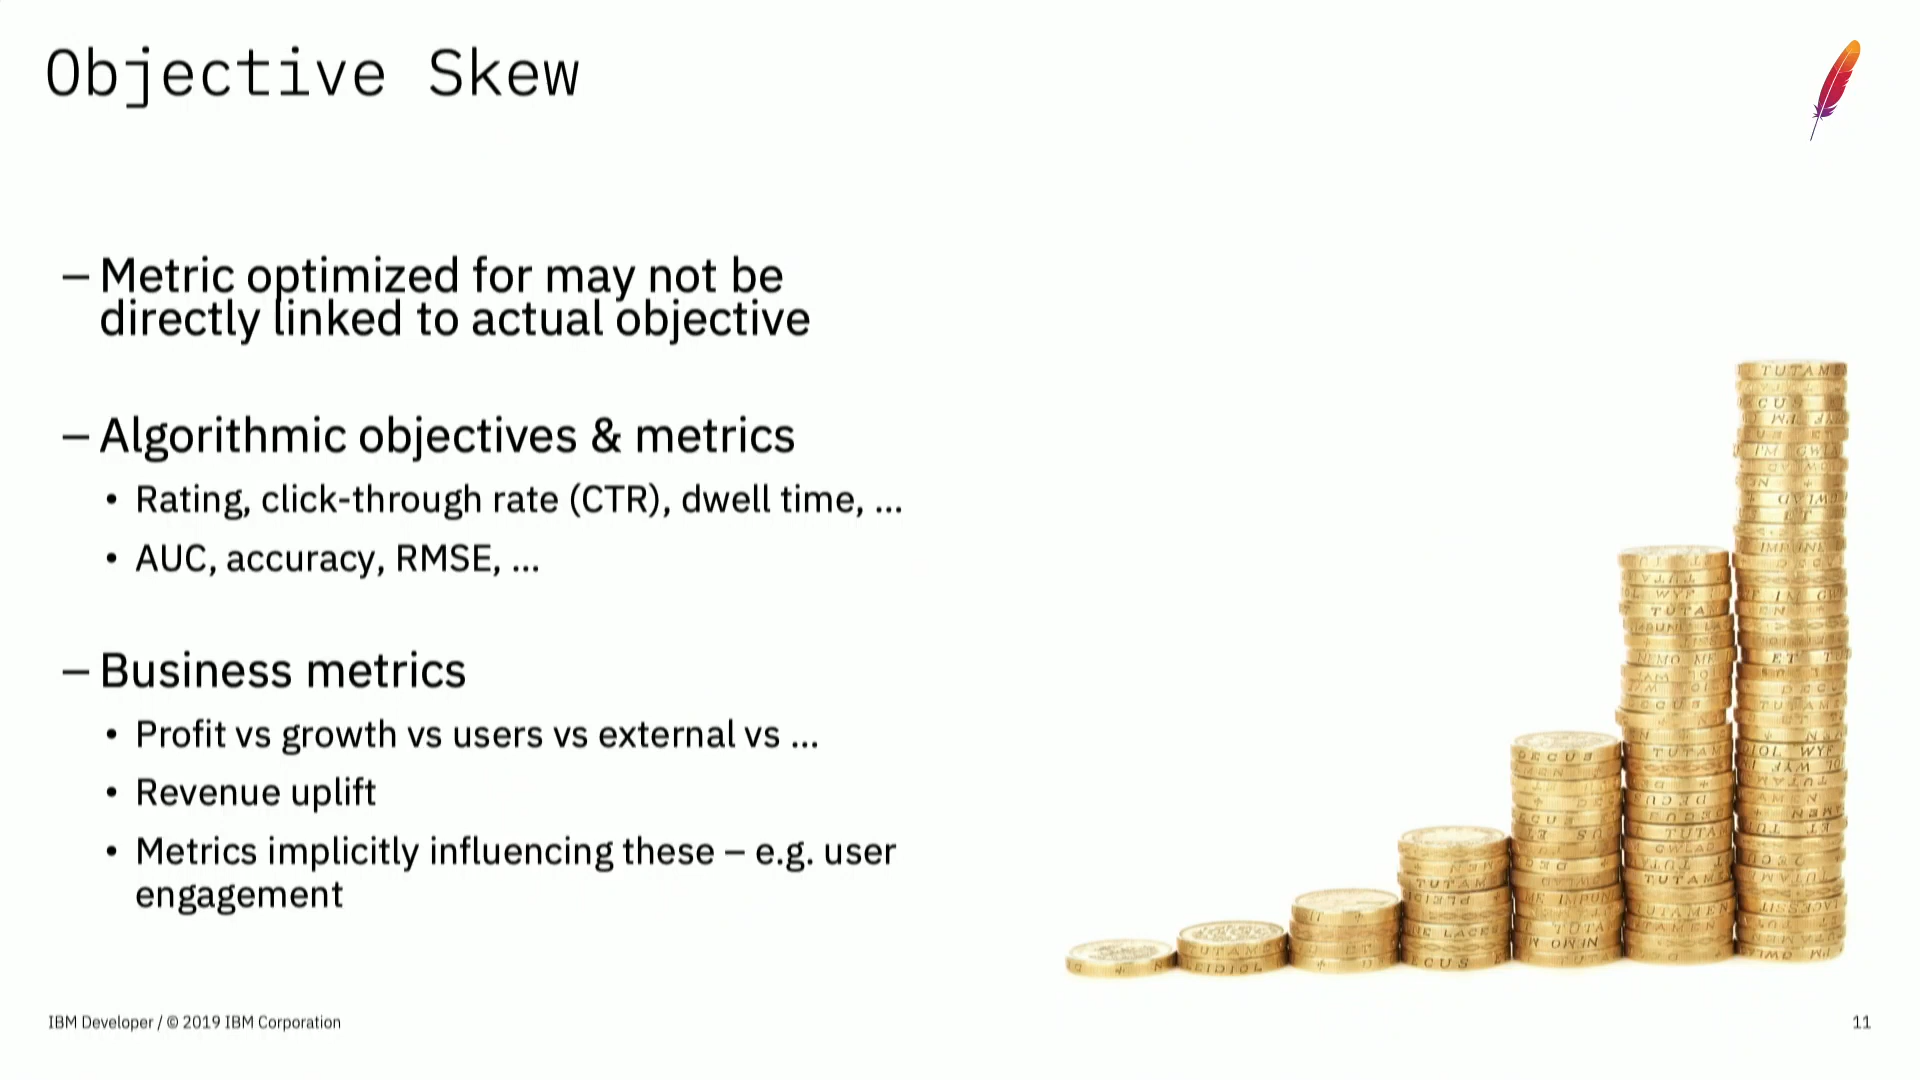 Objective Skew
– Metric optimized for may not be
directly linked to actual objective
– Algorithmic objectives & metrics
• Rating, click-through rate (CTR), dwell time, ...
• AUC, accuracy, RMSE, ...
– Business metrics
• Profit vs growth vs users vs external vs ...
• Revenue uplift
• Metrics implicitly influencing these – e.g. user
engagement
IBM Developer / © 2019 IBM Corporation
11